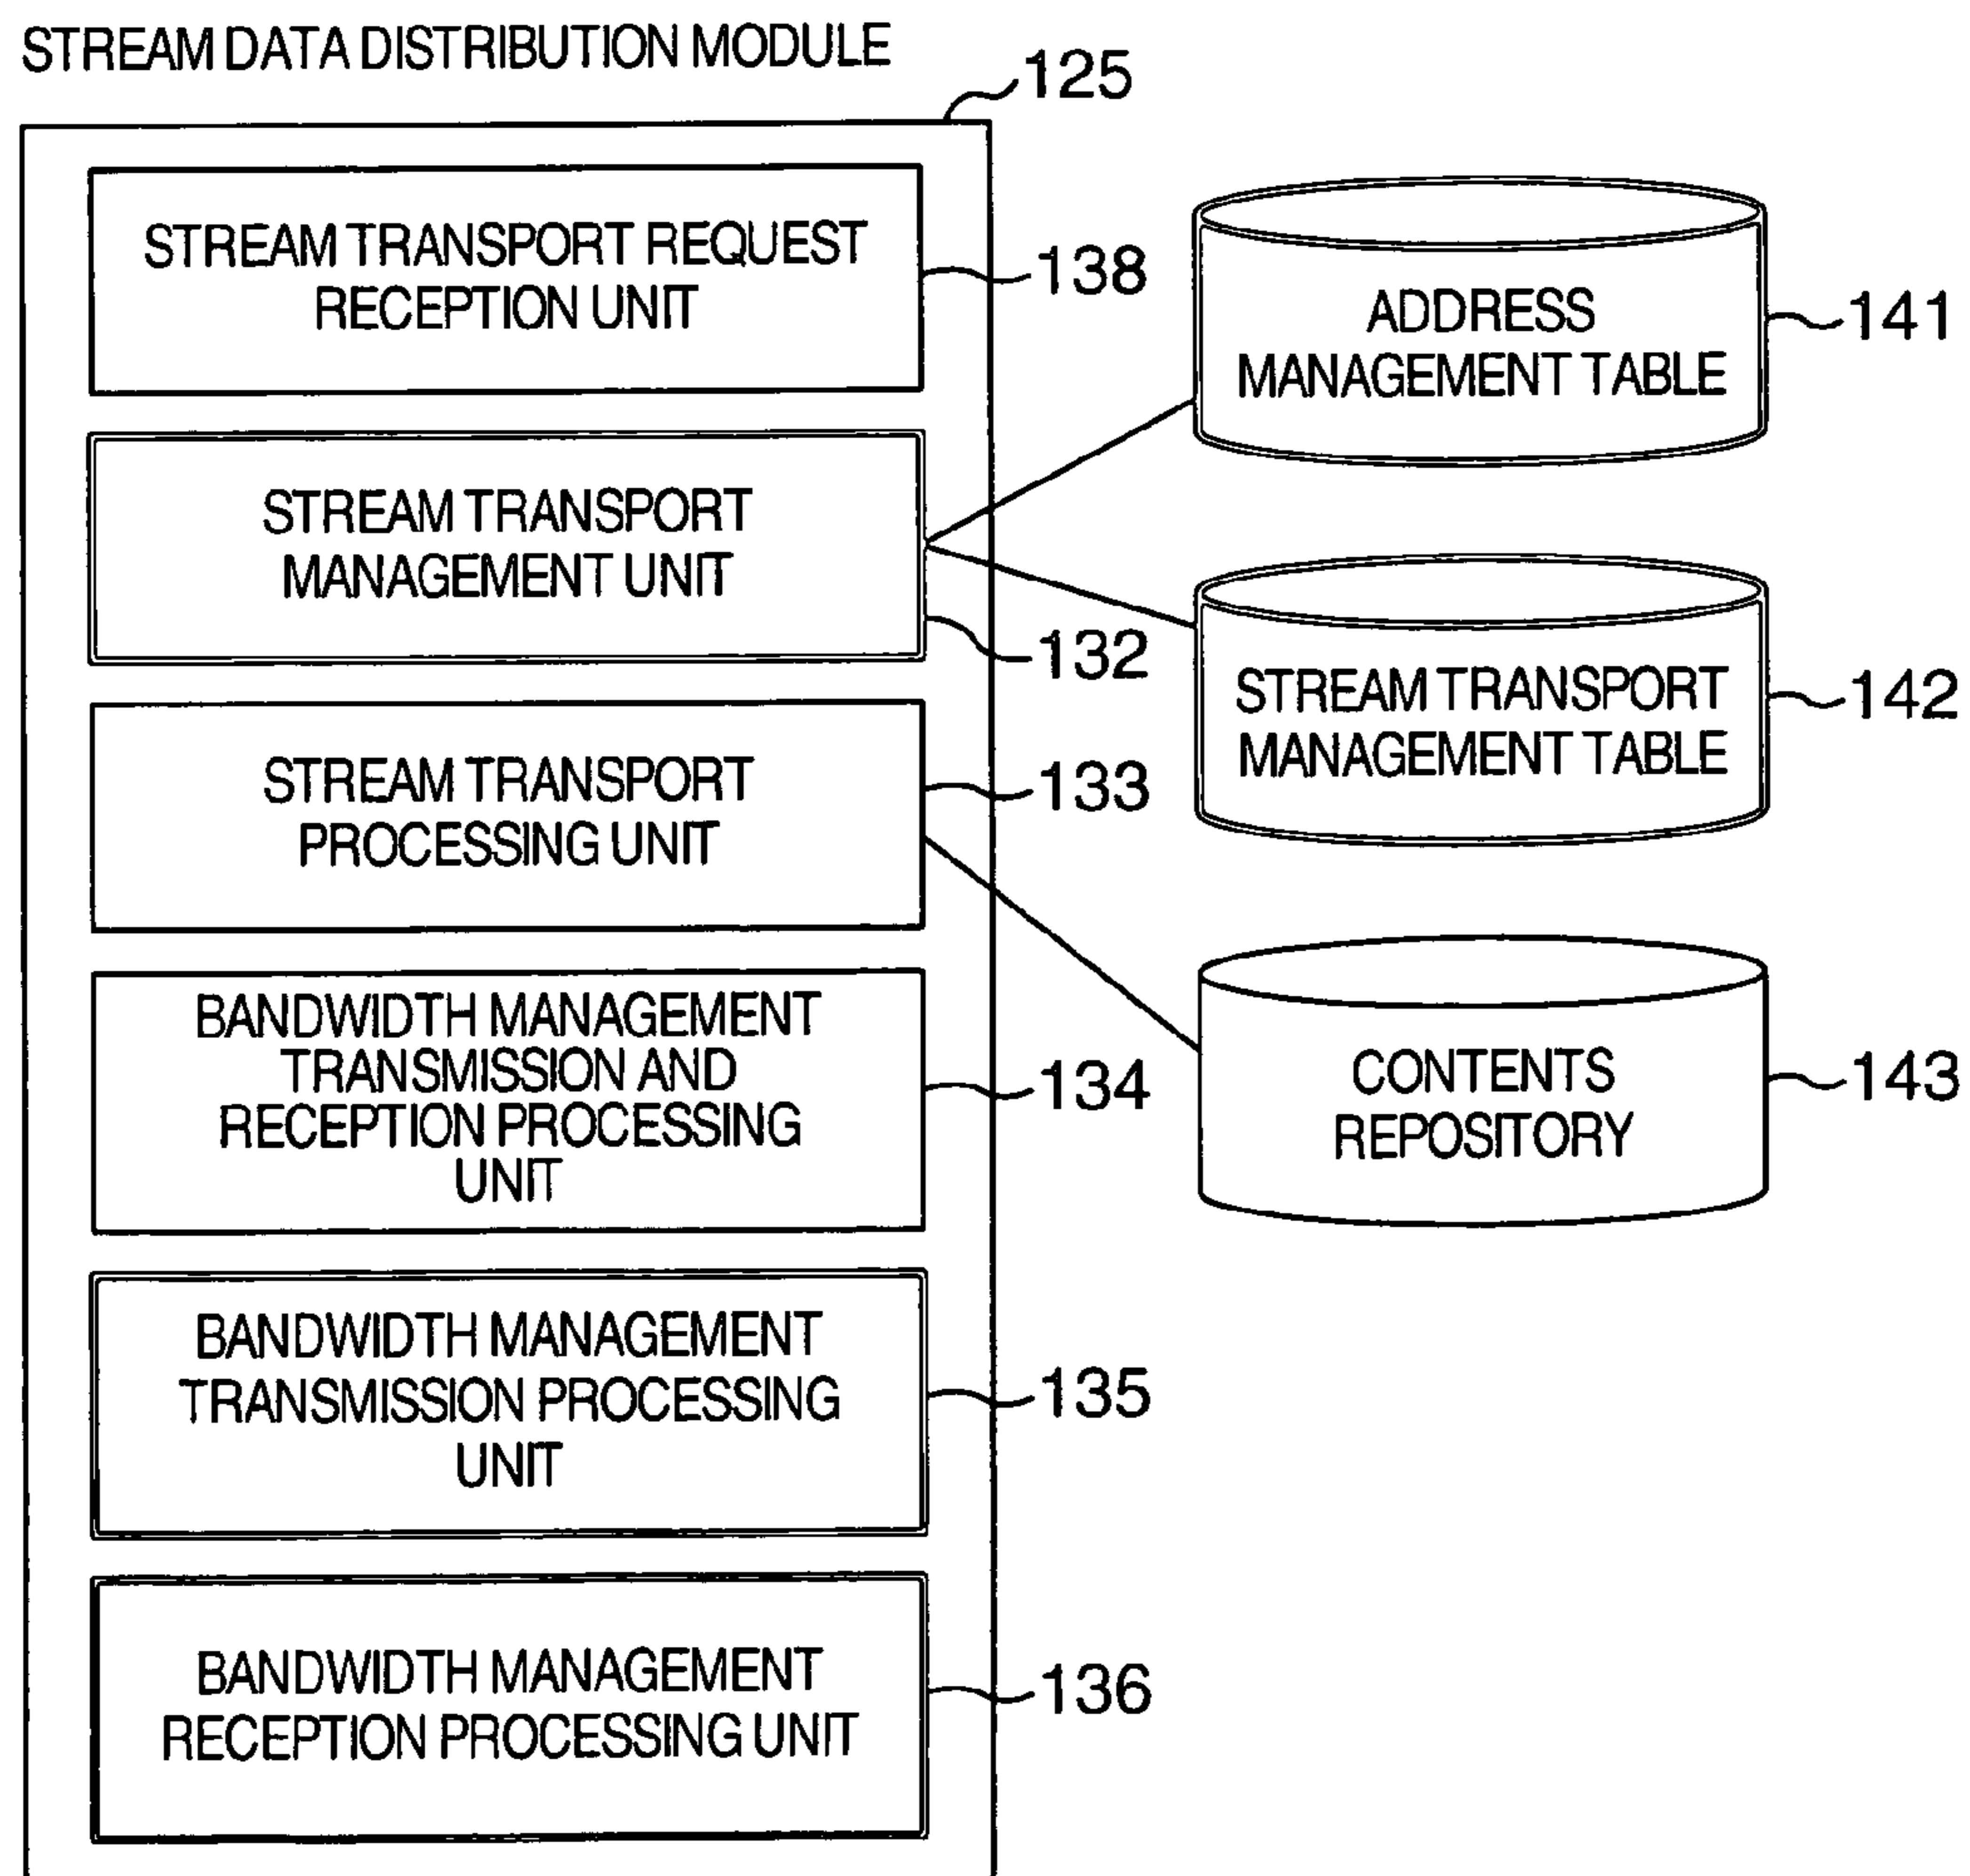 STREAM DATA DISTRIBUTION MODULE
125
STREAM TRANSPORT REQUEST
RECEPTION UNIT
138
STREAM TRANSPORT
MANAGEMENT UNIT
132
STREAM TRANSPORT
PROCESSING UNIT
133
BANDWIDTH MANAGEMENT
TRANSMISSION AND
RECEPTION PROCESSING
UNIT
134
BANDWIDTH MANAGEMENT
TRANSMISSION PROCESSING
UNIT
135
BANDWIDTH MANAGEMENT
RECEPTION PROCESSING UNIT
136
ADDRESS
MANAGEMENT TABLE
141
STREAM TRANSPORT
MANAGEMENT TABLE
142
CONTENTS
REPOSITORY
143